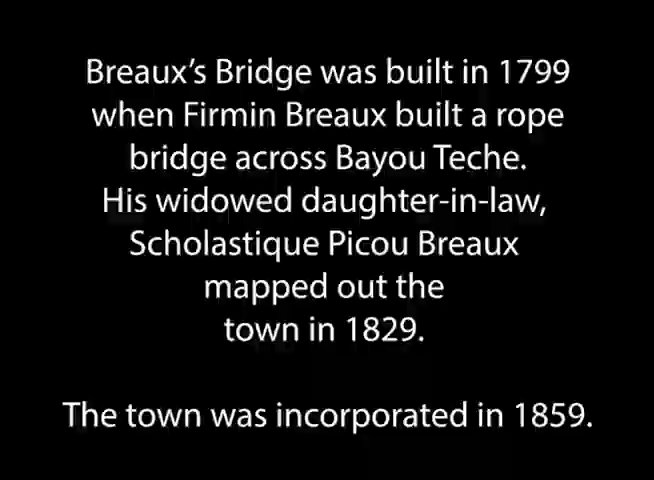 Breaux’s Bridge was built in 1799
when Firmin Breaux built a rope
bridge across Bayou Teche.
His widowed daughter-in-law,
Scholastique Picou Breaux
mapped out the
town in 1829.
The town was incorporated in 1859.